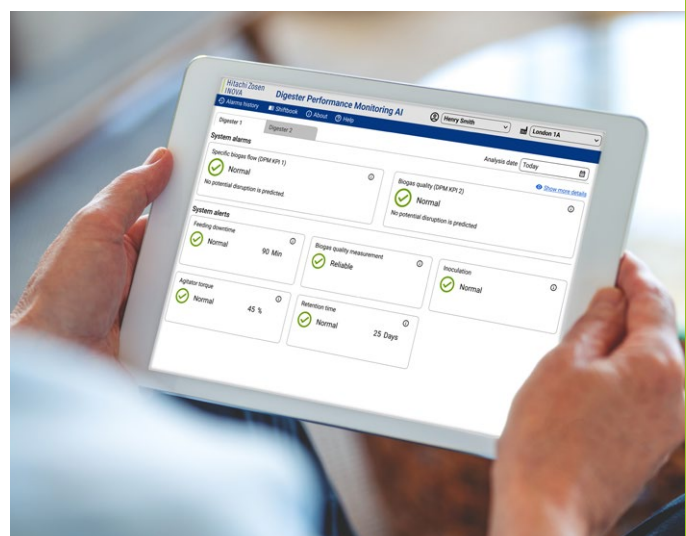 Hitachi Zosen
INOVA
Digester Performance Monitoring AI
Henry Smith
London 1A
Alarms history
Shiftbook
About
Help
Digester 1
Digester 2
Analysis date
Today
System alarms
Show more details
Specific biogas flow (DPM KPI 1)
Normal
No potential disruption is predicted.
Biogas quality (DPM KPI 2)
Normal
No potential disruption is predicted
System alerts
Feeding downtime
Normal
90 Min
Biogas quality measurement
Reliable
Inoculation
Normal
Agitator torque
Normal
45 %
Retention time
Normal
25 Days